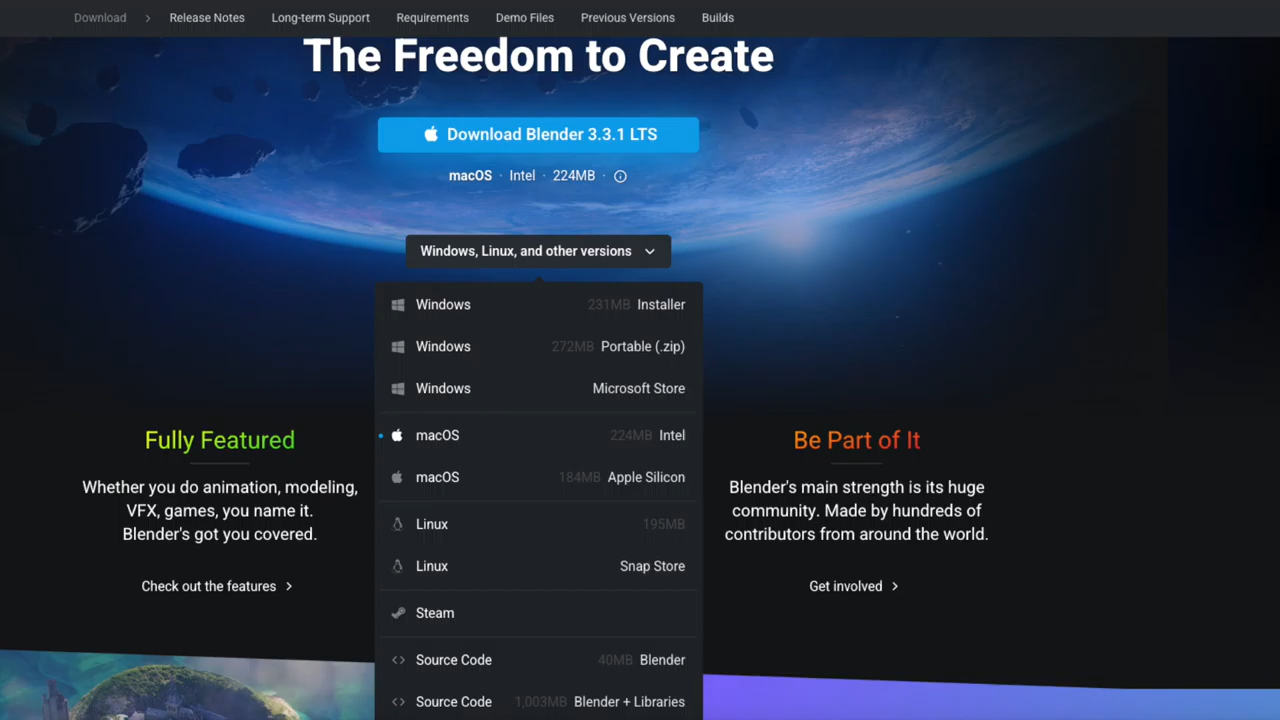 Download
Release Notes
Long-term Support
Requirements
Demo Files
Previous Versions
Builds
The Freedom to Create
Download Blender 3.3.1 LTS
macOS · Intel · 224MB ·
Windows, Linux, and other versions
Windows 231MB Installer
Windows 272MB Portable (.zip)
Windows Microsoft Store
macOS 224MB Intel
macOS 184MB Apple Silicon
Linux 195MB
Linux Snap Store
Steam
Source Code 40MB Blender
Source Code 1,003MB Blender + Libraries
Fully Featured
Whether you do animation, modeling,
VFX, games, you name it.
Blender's got you covered.
Check out the features
Be Part of It
Blender's main strength is its huge
community. Made by hundreds of
contributors from around the world.
Get involved